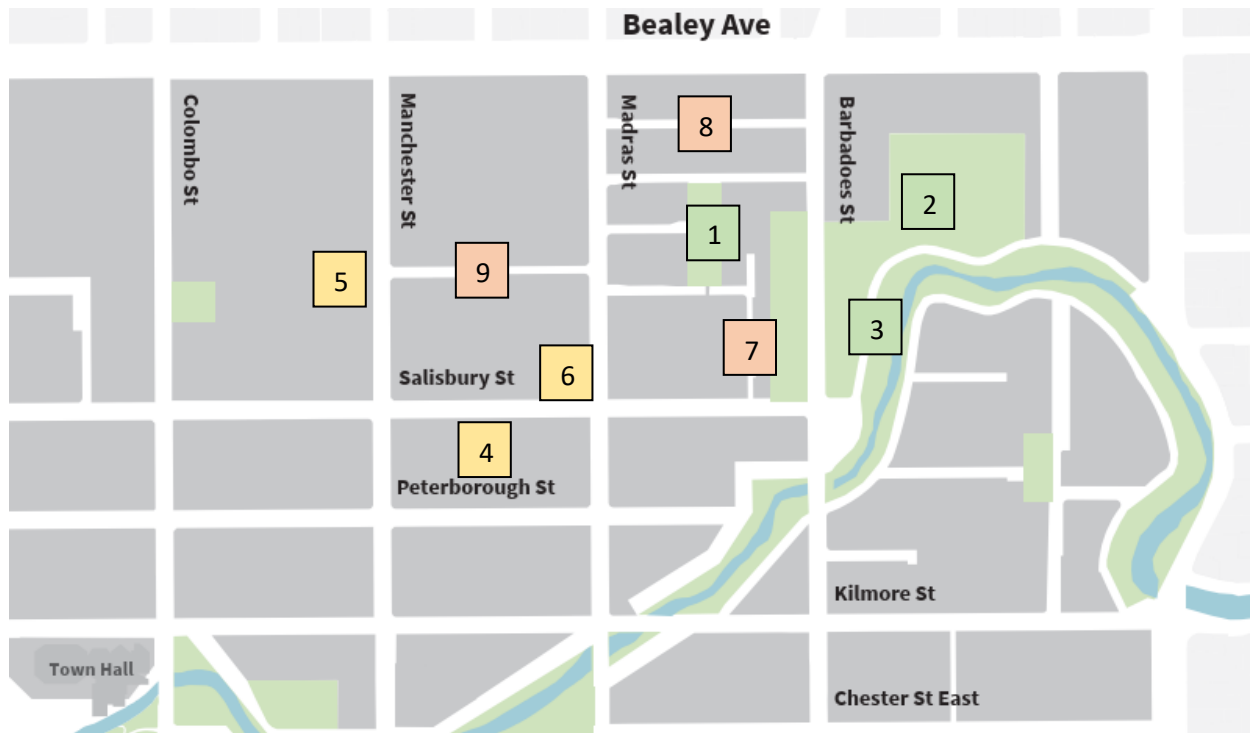 Bealey Ave
Colombo St
Manchester St
Madras St
Barbadoes St
8
2
1
9
5
3
7
Salisbury St
6
4
Peterborough St
Kilmore St
Town Hall
Chester St East